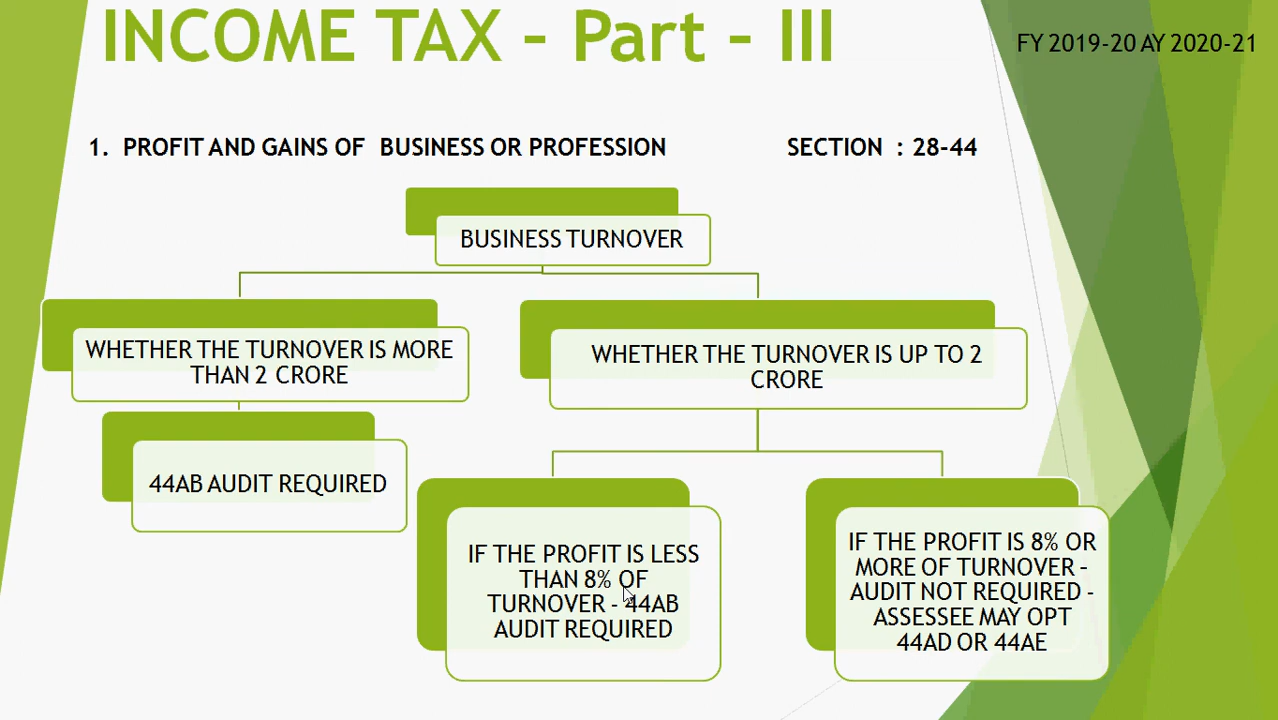 INCOME TAX - Part - III
FY 2019-20 AY 2020-21
1. PROFIT AND GAINS OF BUSINESS OR PROFESSION SECTION : 28-44
BUSINESS TURNOVER
WHETHER THE TURNOVER IS MORE
THAN 2 CRORE
WHETHER THE TURNOVER IS UP TO 2
CRORE
44AB AUDIT REQUIRED
IF THE PROFIT IS LESS
THAN 8% OF
TURNOVER - 44AB
AUDIT REQUIRED
IF THE PROFIT IS 8% OR
MORE OF TURNOVER -
AUDIT NOT REQUIRED -
ASSESSEE MAY OPT
44AD OR 44AE